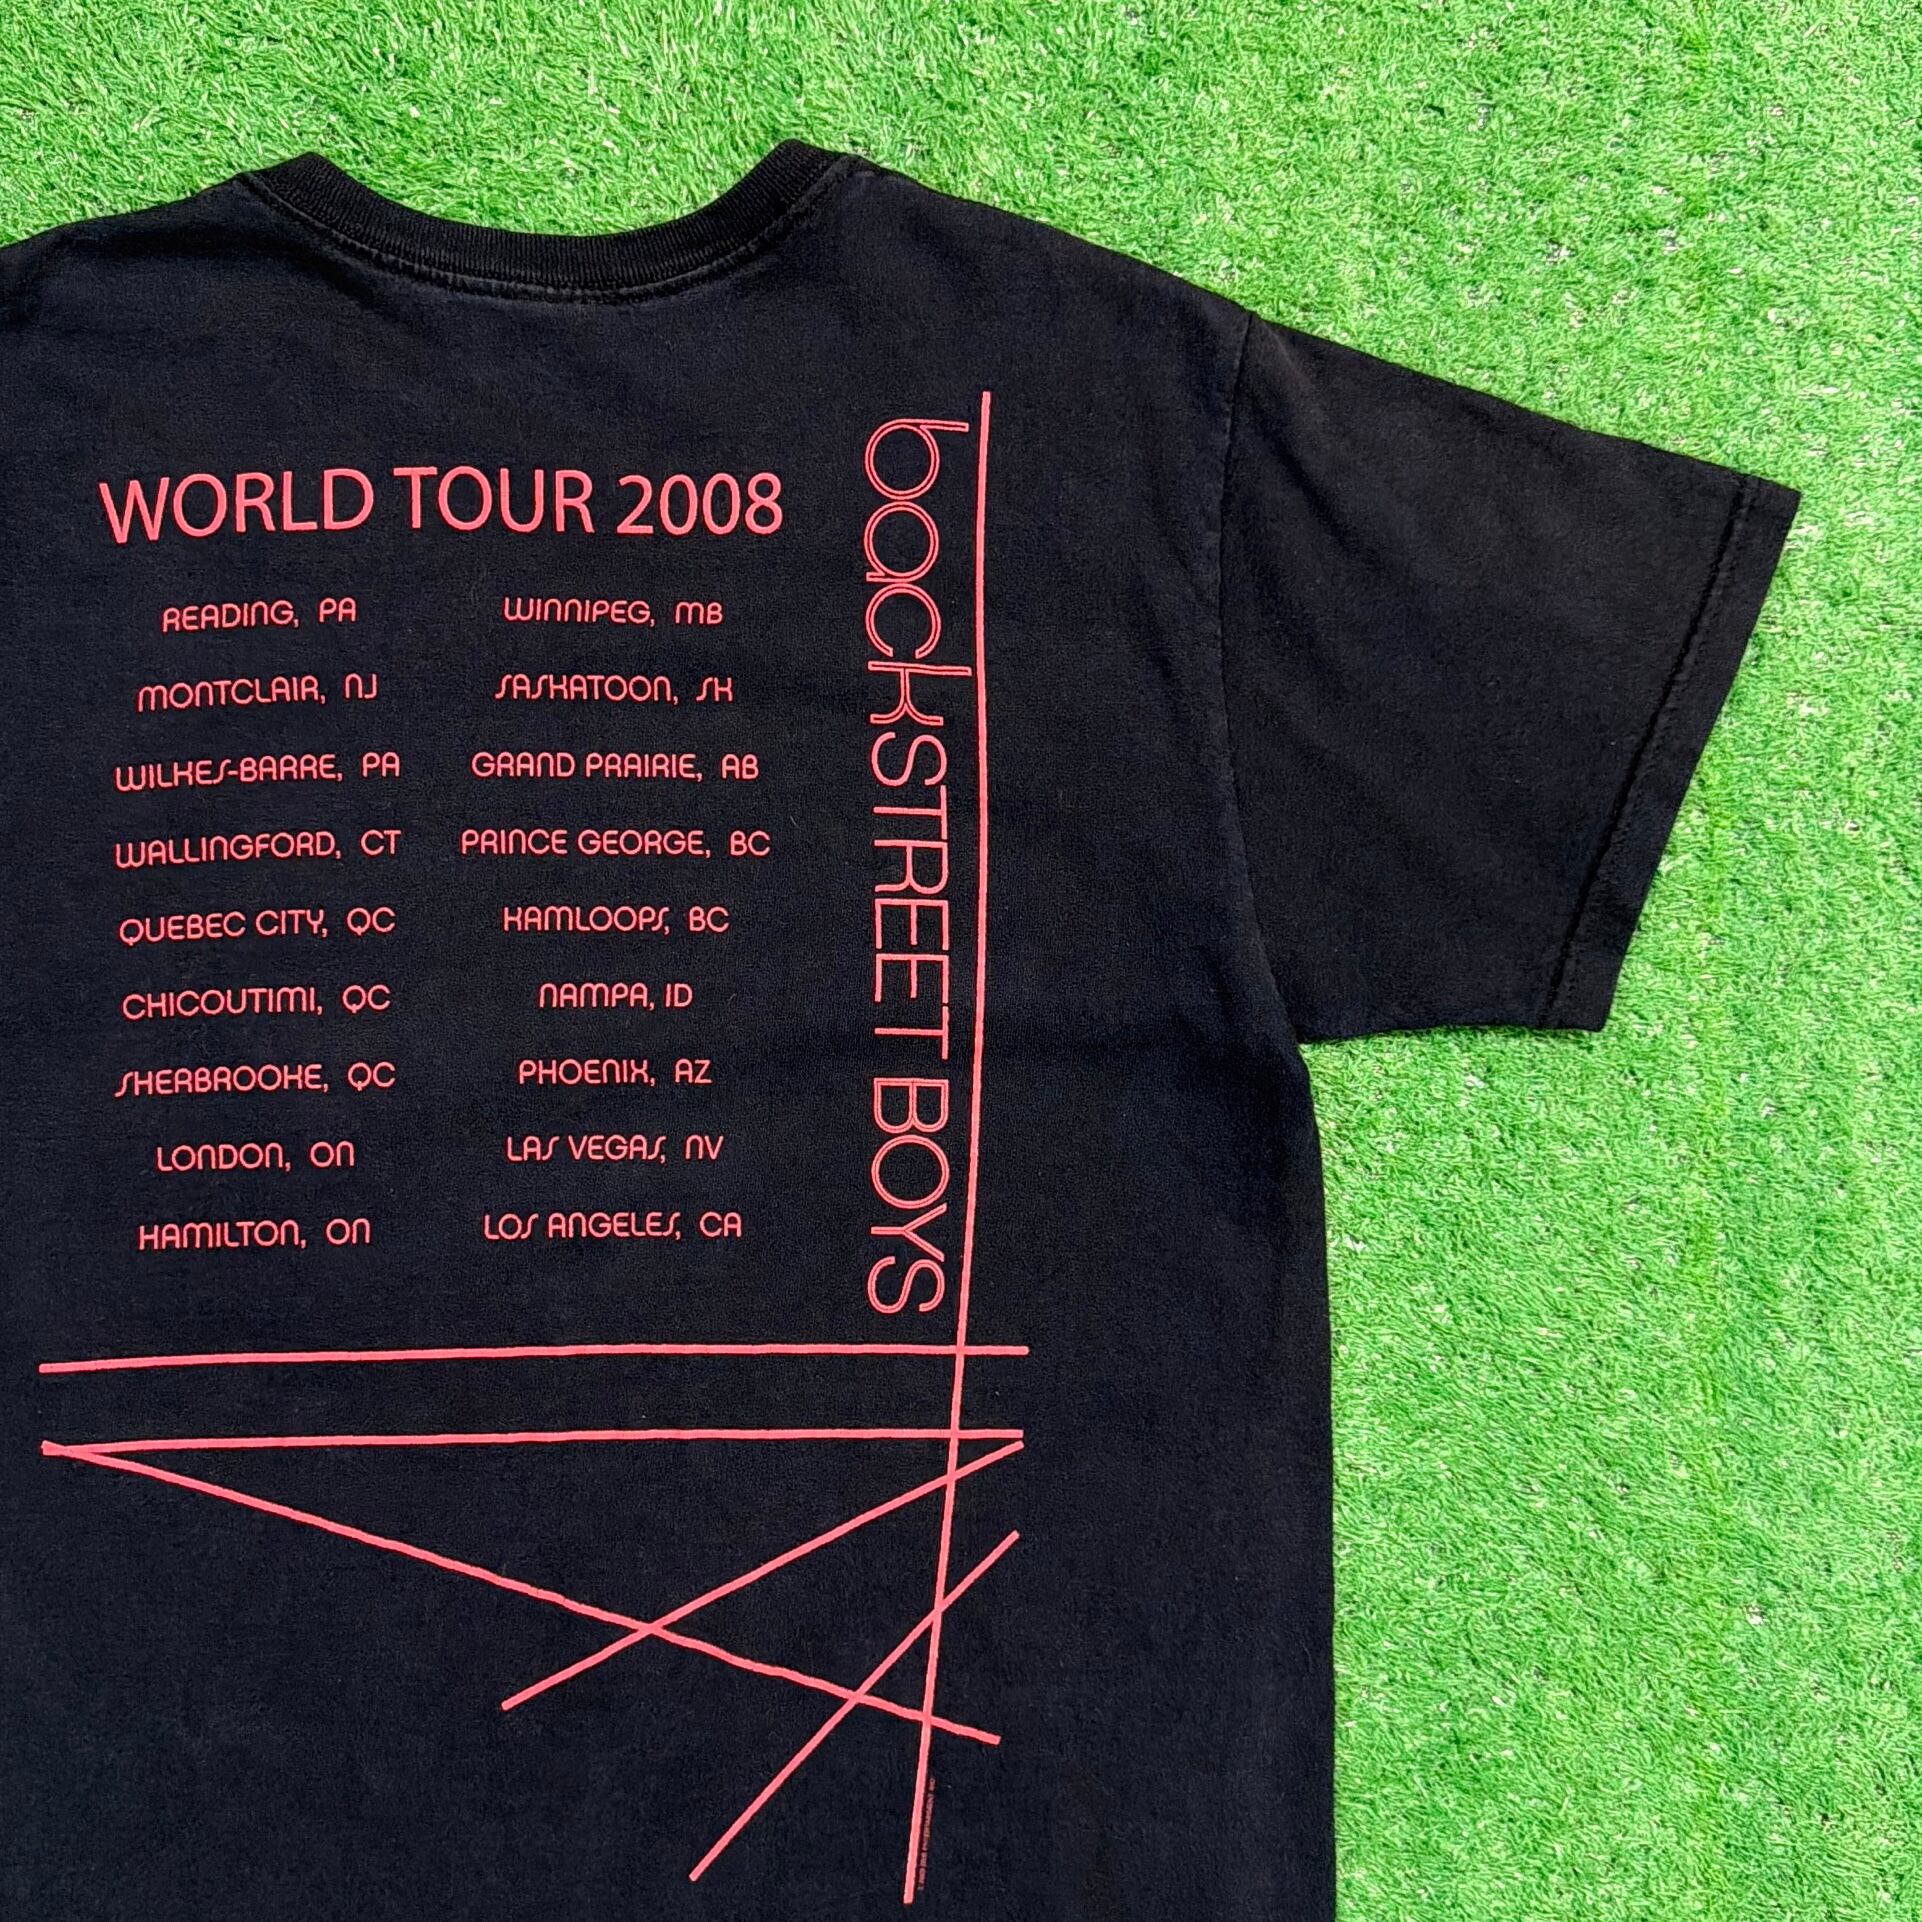 WORLD TOUR 2008
READING, PA
MONTCLAIR, NJ
WILKES-BARRE, PA
WALLINGFORD, CT
QUEBEC CITY, QC
CHICOUTIMI, QC
SHERBROOKE, QC
LONDON, ON
HAMILTON, ON
WINNIPEG, MB
SASKATOON, SK
GRAND PRAIRIE, AB
PRINCE GEORGE, BC
KAMLOOPS, BC
NAMPA, ID
PHOENIX, AZ
LAS VEGAS, NV
LOS ANGELES, CA
backSTREET BOYS